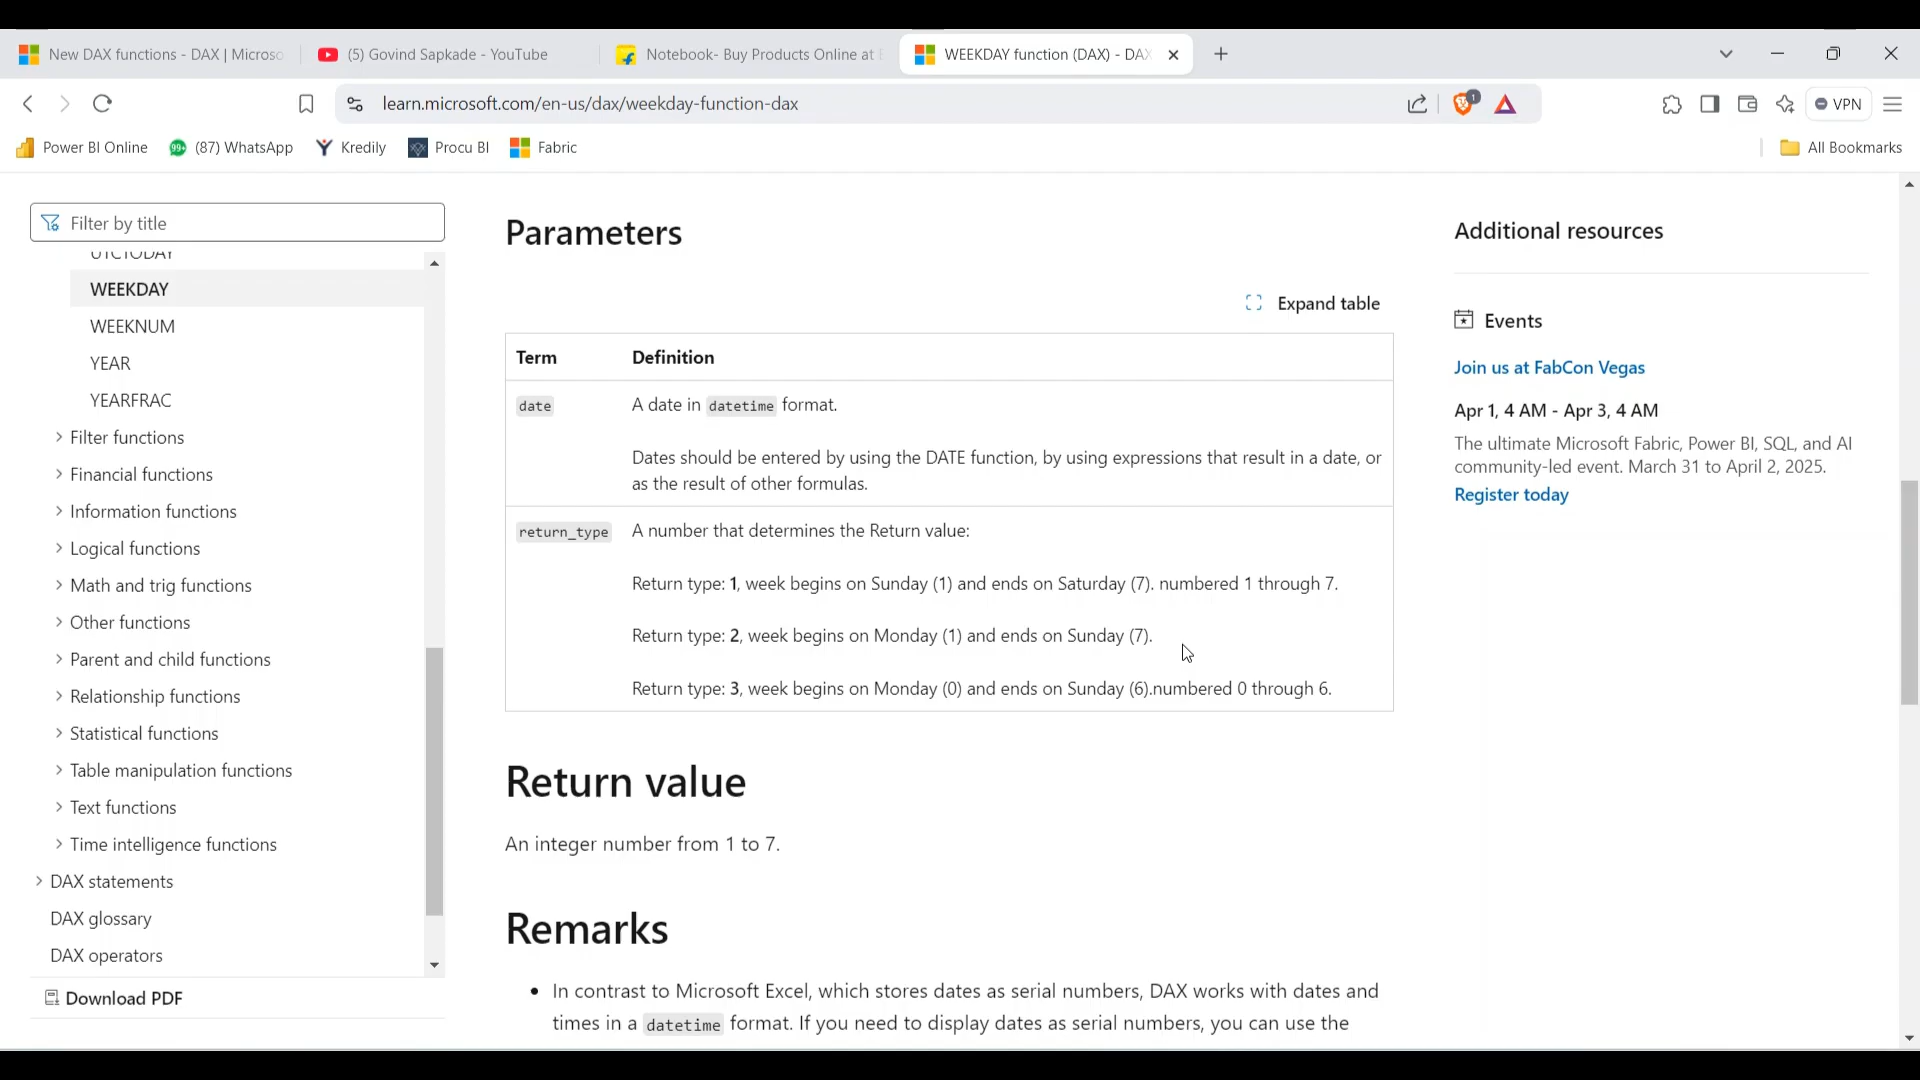 New DAX functions - DAX | Microso
(5) Govind Sapkade - YouTube
Notebook- Buy Products Online at
WEEKDAY function (DAX) - DAX
learn.microsoft.com/en-us/dax/weekday-function-dax
1
VPN
Power BI Online
99+
(87) WhatsApp
Kredily
Procu BI
Fabric
All Bookmarks
Filter by title
UTCTODAY
WEEKDAY
WEEKNUM
YEAR
YEARFRAC
Filter functions
Financial functions
Information functions
Logical functions
Math and trig functions
Other functions
Parent and child functions
Relationship functions
Statistical functions
Table manipulation functions
Text functions
Time intelligence functions
DAX statements
DAX glossary
DAX operators
Download PDF
Parameters
Expand table
Term Definition
date A date in datetime format.
Dates should be entered by using the DATE function, by using expressions that result in a date, or
as the result of other formulas.
return_type A number that determines the Return value:
Return type: 1, week begins on Sunday (1) and ends on Saturday (7). numbered 1 through 7.
Return type: 2, week begins on Monday (1) and ends on Sunday (7).
Return type: 3, week begins on Monday (0) and ends on Sunday (6).numbered 0 through 6.
Return value
An integer number from 1 to 7.
Remarks
• In contrast to Microsoft Excel, which stores dates as serial numbers, DAX works with dates and
times in a datetime format. If you need to display dates as serial numbers, you can use the
Additional resources
Events
Join us at FabCon Vegas
Apr 1, 4 AM - Apr 3, 4 AM
The ultimate Microsoft Fabric, Power BI, SQL, and AI
community-led event. March 31 to April 2, 2025.
Register today